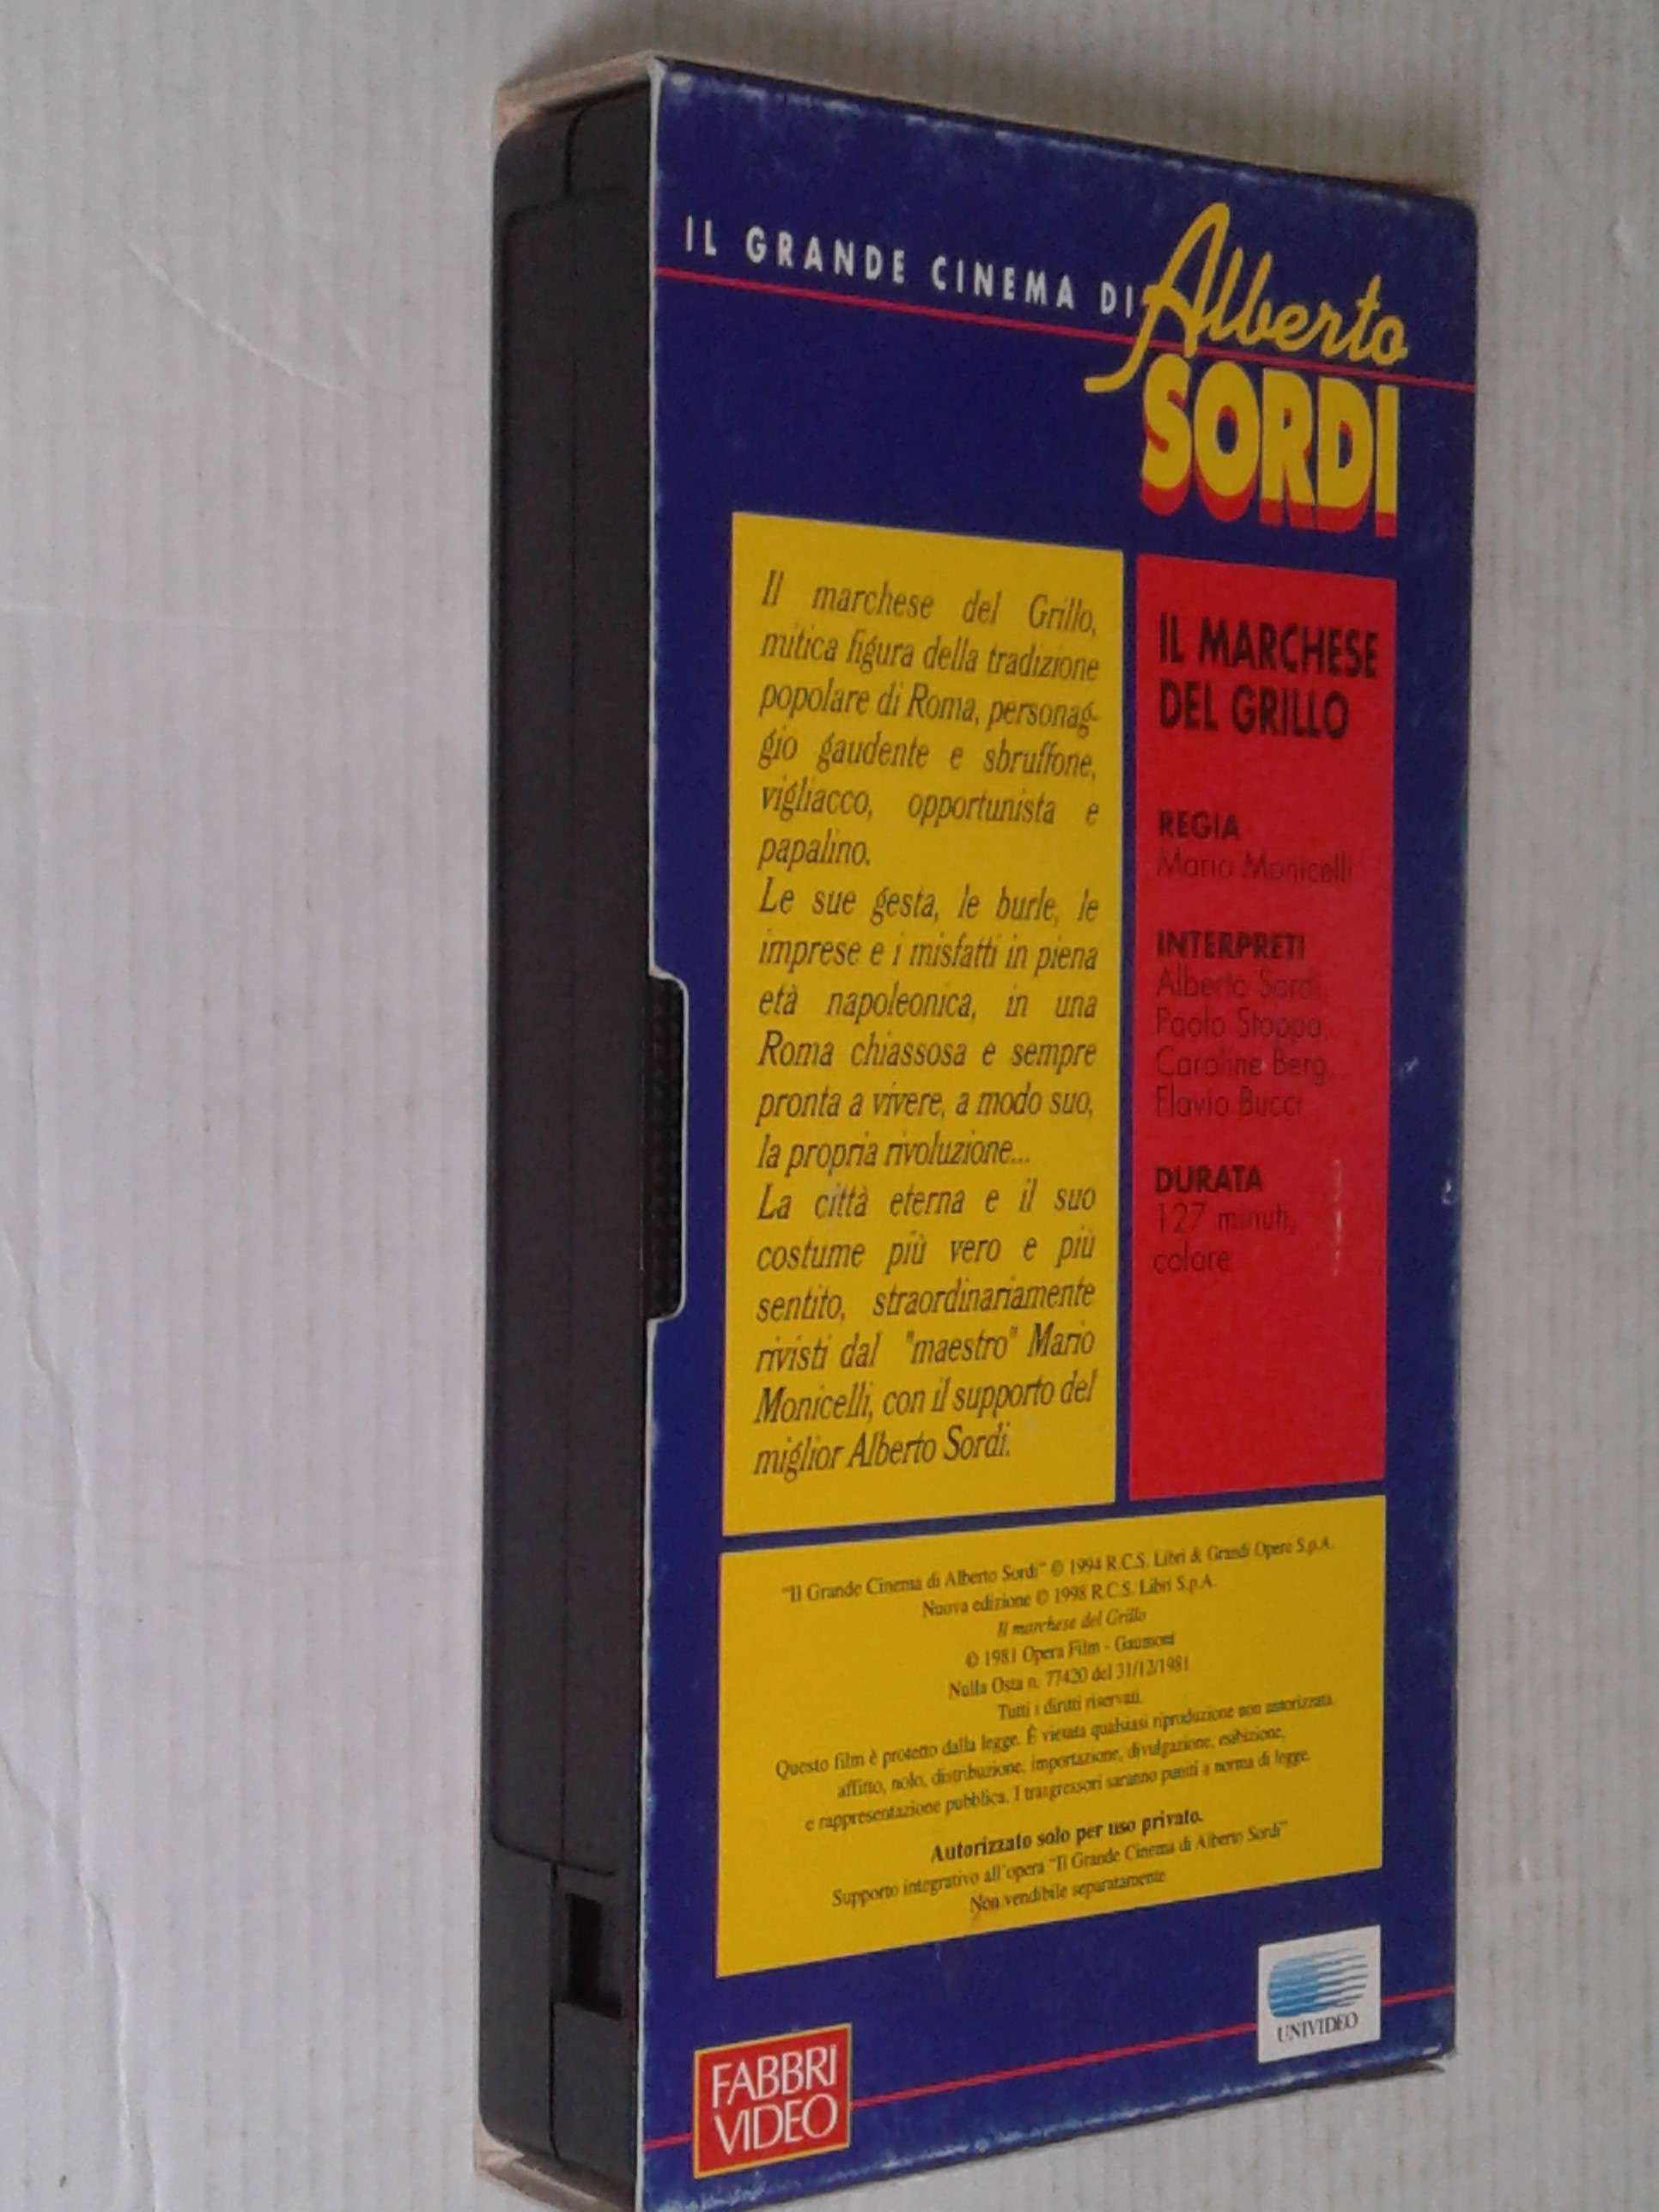 IL GRANDE CINEMA DI Alberto
SORDI
Il marchese del Grillo,
mitica figura della tradizione
popolare di Roma, personag-
gio gaudente e sbruffone,
vigliacco, opportunista e
papalino.
Le sue gesta, le burle, le
imprese e i misfatti in piena
età napoleonica, in una
Roma chiassosa e sempre
pronta a vivere, a modo suo,
la propria rivoluzione...
La città eterna e il suo
costume più vero e più
sentito, straordinariamente
rivisti dal "maestro" Mario
Monicelli, con il supporto del
miglior Alberto Sordi.
IL MARCHESE
DEL GRILLO
REGIA
Mario Monicelli
INTERPRETI
Alberto Sordi,
Paolo Stoppa,
Caroline Berg,
Flavio Bucci
DURATA
127 minuti,
colore
"Il Grande Cinema di Alberto Sordi" © 1994 R.C.S. Libri & Grandi Opere S.p.A.
Nuova edizione © 1998 R.C.S. Libri S.p.A.
Il marchese del Grillo
© 1981 Opera Film - Gaumont
Nulla Osta n. 77420 del 31/12/1981
Tutti i diritti riservati.
Questo film è protetto dalla legge. È vietata qualsiasi riproduzione non autorizzata,
affitto, nolo, distribuzione, importazione, divulgazione, esibizione,
e rappresentazione pubblica. I trasgressori saranno puniti a norma di legge.
Autorizzato solo per uso privato.
Supporto integrativo all'opera "Il Grande Cinema di Alberto Sordi"
Non vendibile separatamente
UNIVIDEO
FABBRI
VIDEO